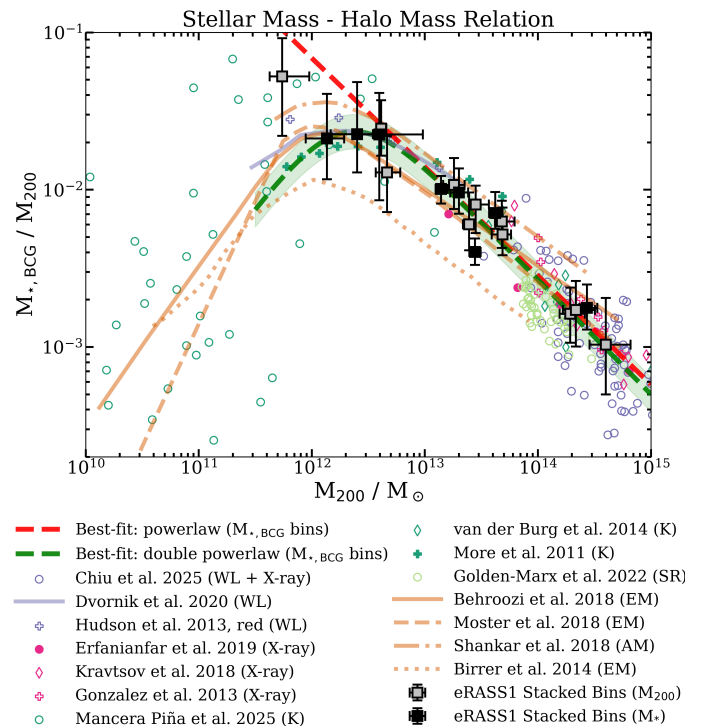 Stellar Mass - Halo Mass Relation
10⁻¹
10⁻²
10⁻³
M⋆,BCG / M₂₀₀
10¹⁰ 10¹¹ 10¹² 10¹³ 10¹⁴ 10¹⁵
M₂₀₀ / M⊙
Best-fit: powerlaw (M⋆,BCG bins)
Best-fit: double powerlaw (M⋆,BCG bins)
Chiu et al. 2025 (WL + X-ray)
Dvornik et al. 2020 (WL)
Hudson et al. 2013, red (WL)
Erfanianfar et al. 2019 (X-ray)
Kravtsov et al. 2018 (X-ray)
Gonzalez et al. 2013 (X-ray)
Mancera Piña et al. 2025 (K)
van der Burg et al. 2014 (K)
More et al. 2011 (K)
Golden-Marx et al. 2022 (SR)
Behroozi et al. 2018 (EM)
Moster et al. 2018 (EM)
Shankar et al. 2018 (AM)
Birrer et al. 2014 (EM)
eRASS1 Stacked Bins (M₂₀₀)
eRASS1 Stacked Bins (M*)